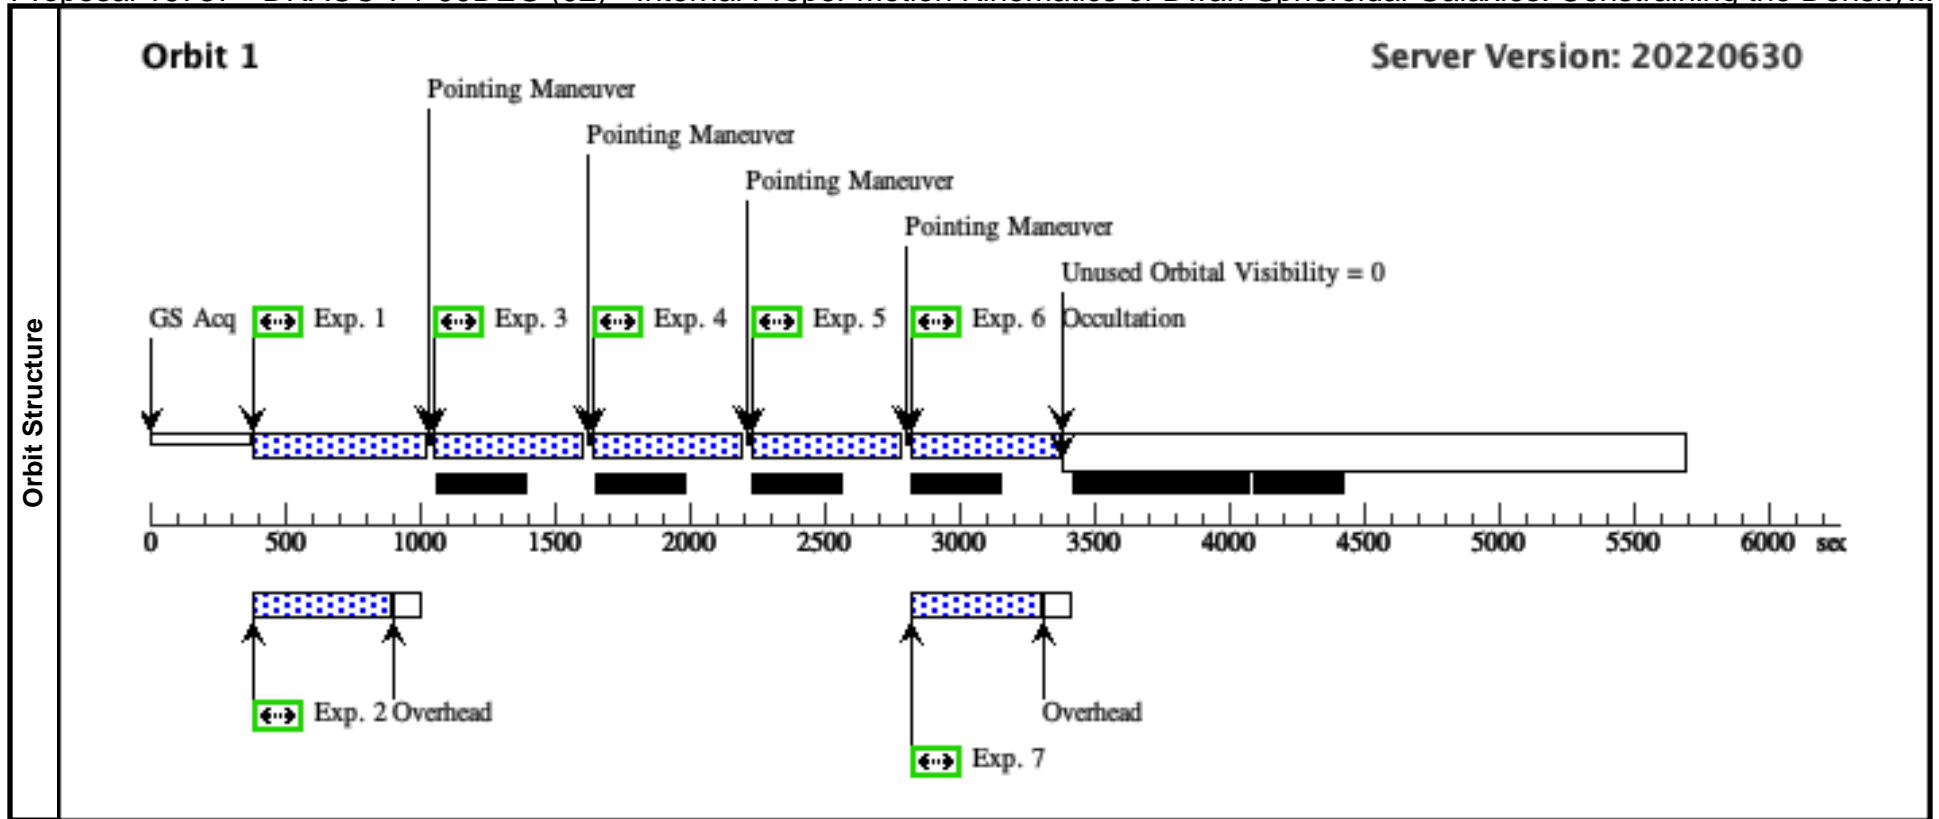 Orbit 1
Server Version: 20220630
Pointing Maneuver
Pointing Maneuver
Pointing Maneuver
Pointing Maneuver
Unused Orbital Visibility = 0
GS Acq Exp. 1 Exp. 3 Exp. 4 Exp. 5 Exp. 6 Occultation
Orbit Structure
0 500 1000 1500 2000 2500 3000 3500 4000 4500 5000 5500 6000 sec
Exp. 2 Overhead Overhead
Exp. 7